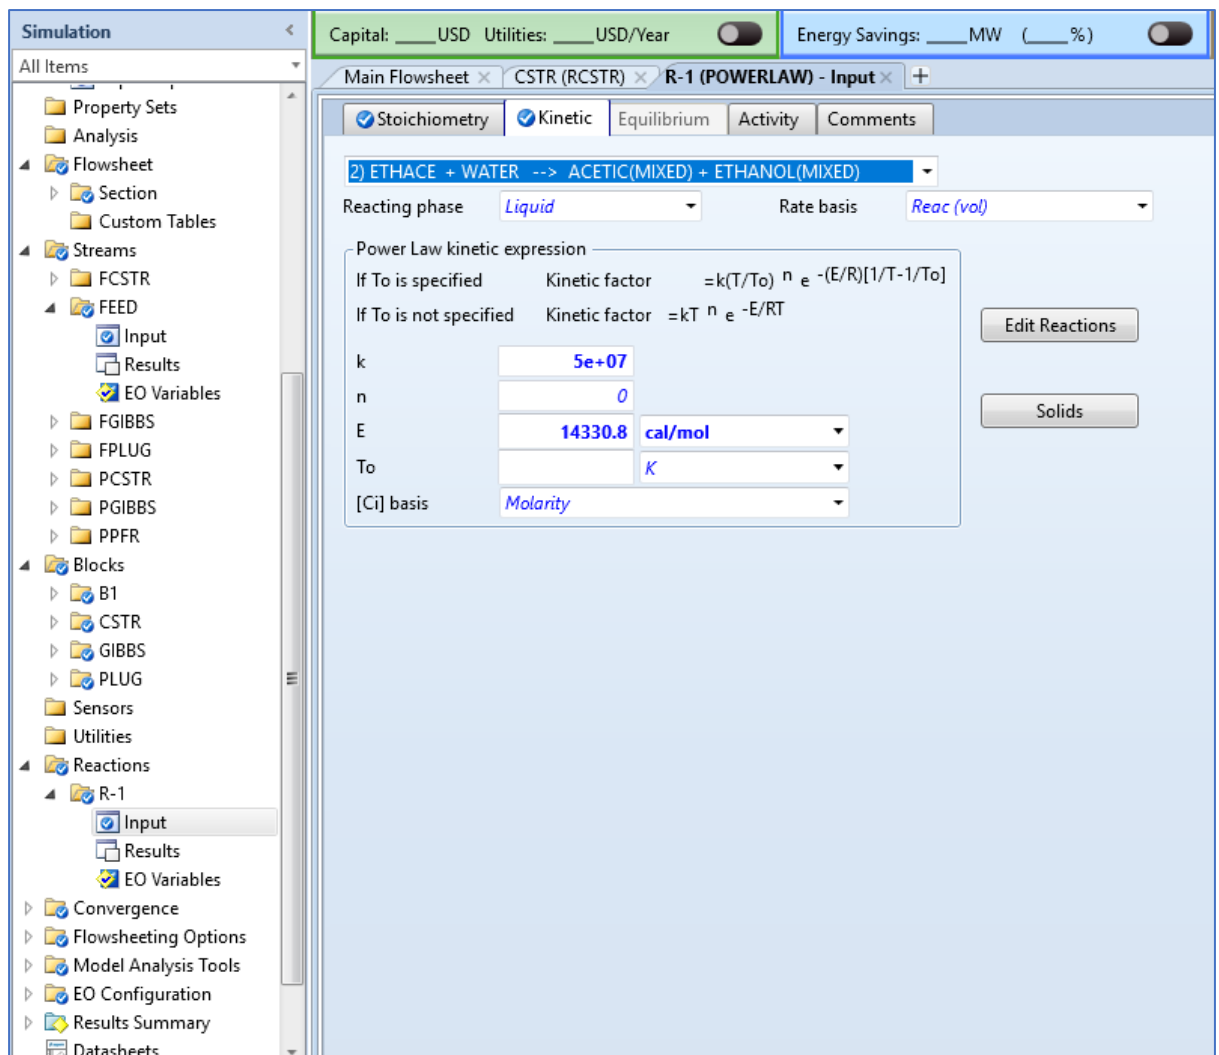 Simulation <
Capital: ____USD Utilities: ____USD/Year
Energy Savings: ____MW (____%)
All Items
Main Flowsheet × CSTR (RCSTR) × R-1 (POWERLAW) - Input × +
Property Sets
Analysis
Flowsheet
Section
Custom Tables
Streams
FCSTR
FEED
Input
Results
EO Variables
FGIBBS
FPLUG
PCSTR
PGIBBS
PPFR
Blocks
B1
CSTR
GIBBS
PLUG
Sensors
Utilities
Reactions
R-1
Input
Results
EO Variables
Convergence
Flowsheeting Options
Model Analysis Tools
EO Configuration
Results Summary
Datasheets
Stoichiometry Kinetic Equilibrium Activity Comments
2) ETHACE + WATER --> ACETIC(MIXED) + ETHANOL(MIXED)
Reacting phase Liquid Rate basis Reac (vol)
Power Law kinetic expression
If To is specified Kinetic factor =k(T/To) n e -(E/R)[1/T-1/To]
If To is not specified Kinetic factor =kT n e -E/RT
k 5e+07
n 0
E 14330.8 cal/mol
To K
[Ci] basis Molarity
Edit Reactions
Solids